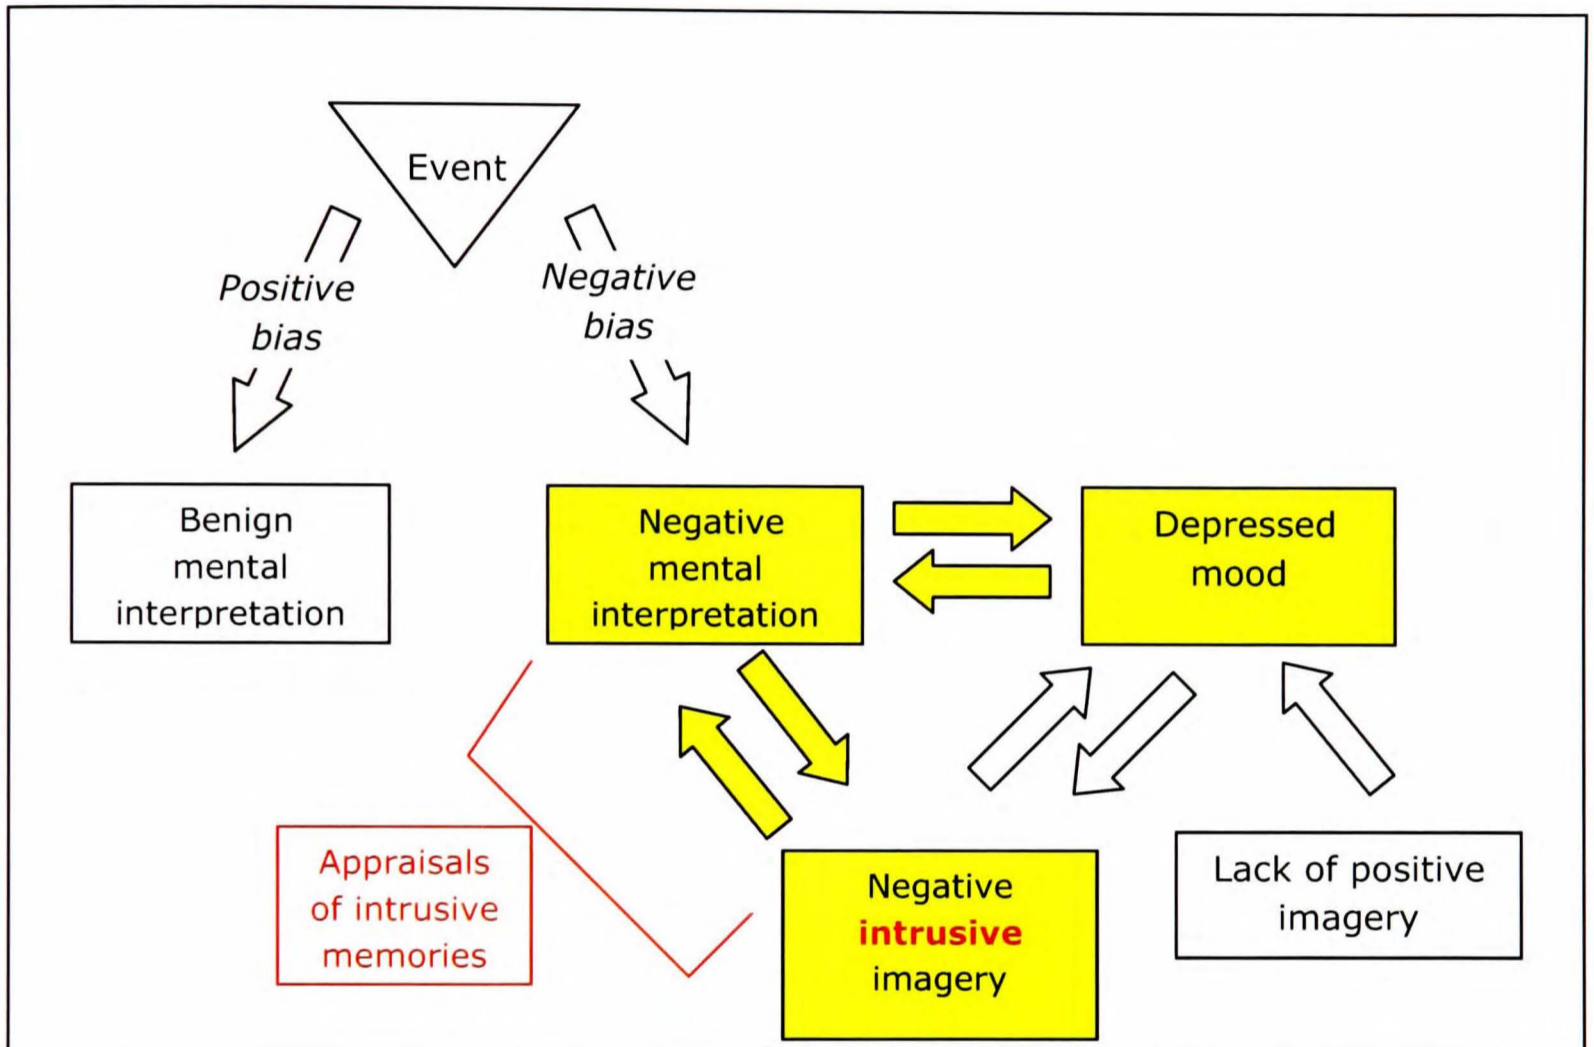 Event
Positive
bias
Negative
bias
Benign
mental
interpretation
Negative
mental
interpretation
Depressed
mood
Appraisals
of intrusive
memories
Negative
intrusive
imagery
Lack of positive
imagery